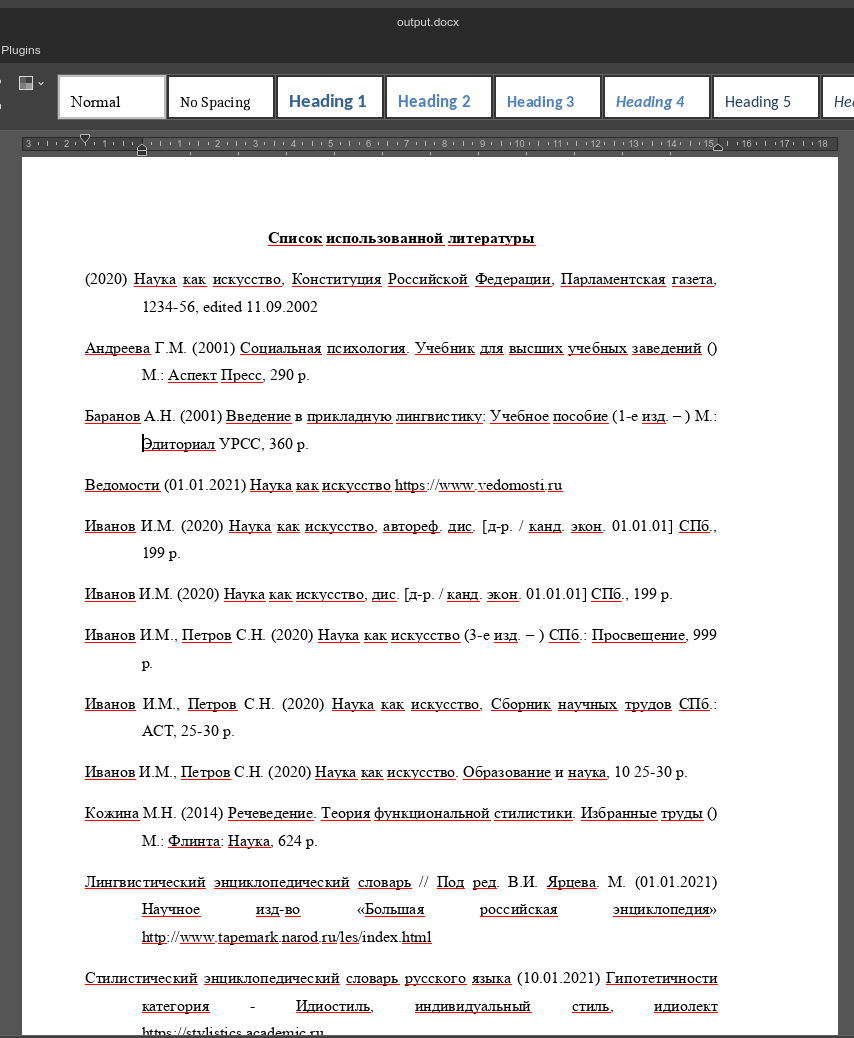 output.docx
Plugins
Normal
No Spacing
Heading 1
Heading 2
Heading 3
Heading 4
Heading 5
3 2 1 1 2 3 4 5 6 7 8 9 10 11 12 13 14 15 16 17 18
Список использованной литературы
(2020) Наука как искусство, Конституция Российской Федерации, Парламентская газета,
1234-56, edited 11.09.2002
Андреева Г.М. (2001) Социальная психология. Учебник для высших учебных заведений ()
М.: Аспект Пресс, 290 p.
Баранов А.Н. (2001) Введение в прикладную лингвистику: Учебное пособие (1-е изд. – ) М.:
Эдиториал УРСС, 360 p.
Ведомости (01.01.2021) Наука как искусство https://www.vedomosti.ru
Иванов И.М. (2020) Наука как искусство, автореф. дис. [д-р. / канд. экон. 01.01.01] СПб.,
199 p.
Иванов И.М. (2020) Наука как искусство, дис. [д-р. / канд. экон. 01.01.01] СПб., 199 p.
Иванов И.М., Петров С.Н. (2020) Наука как искусство (3-е изд. – ) СПб.: Просвещение, 999
p.
Иванов И.М., Петров С.Н. (2020) Наука как искусство, Сборник научных трудов СПб.:
АСТ, 25-30 p.
Иванов И.М., Петров С.Н. (2020) Наука как искусство. Образование и наука, 10 25-30 p.
Кожина М.Н. (2014) Речеведение. Теория функциональной стилистики. Избранные труды ()
М.: Флинта: Наука, 624 p.
Лингвистический энциклопедический словарь // Под ред. В.И. Ярцева. М. (01.01.2021)
Научное изд-во «Большая российская энциклопедия»
http://www.tapemark.narod.ru/les/index.html
Стилистический энциклопедический словарь русского языка (10.01.2021) Гипотетичности
категория - Идиостиль, индивидуальный стиль, идиолект
https://stylistics.academic.ru